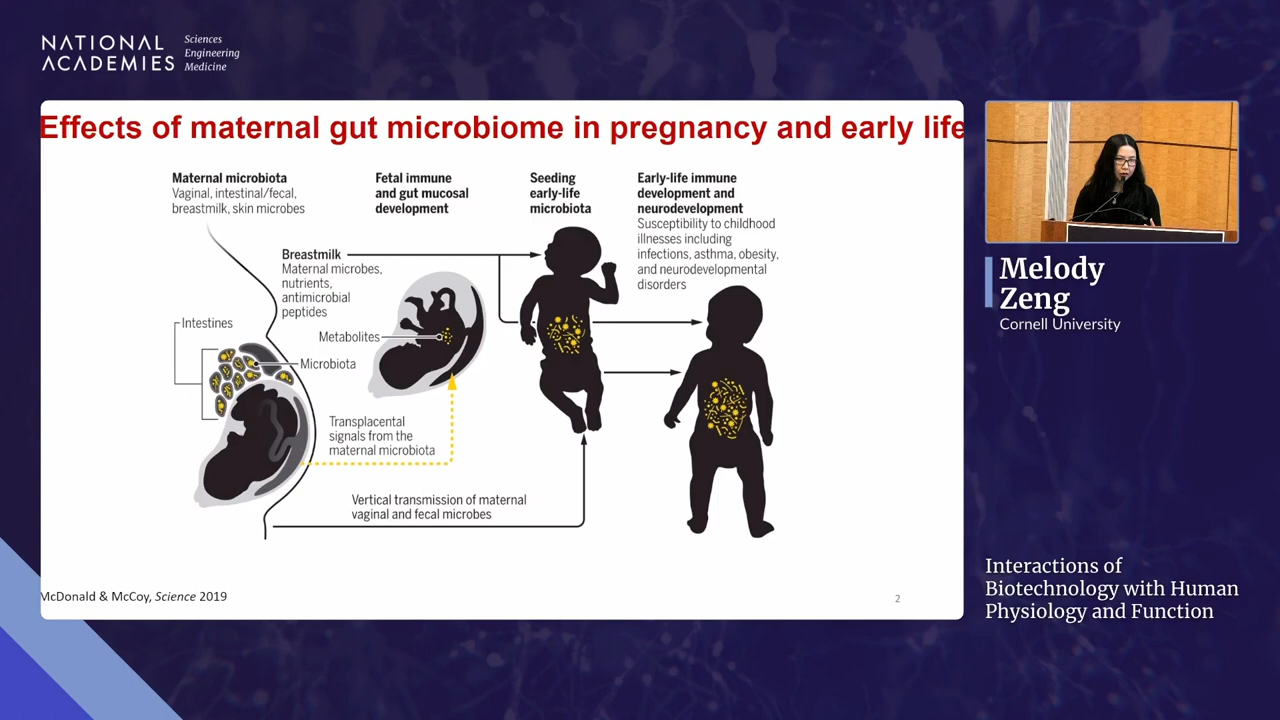 NATIONAL
ACADEMIES
Sciences
Engineering
Medicine
Effects of maternal gut microbiome in pregnancy and early life
Maternal microbiota
Vaginal, intestinal/fecal,
breastmilk, skin microbes
Fetal immune
and gut mucosal
development
Seeding
early-life
microbiota
Early-life immune
development and
neurodevelopment
Susceptibility to childhood
illnesses including
infections, asthma, obesity,
and neurodevelopmental
disorders
Breastmilk
Maternal microbes,
nutrients,
antimicrobial
peptides
Intestines
Metabolites
Microbiota
Transplacental
signals from the
maternal microbiota
Vertical transmission of maternal
vaginal and fecal microbes
McDonald & McCoy, Science 2019
2
Melody
Zeng
Cornell University
Interactions of
Biotechnology with Human
Physiology and Function